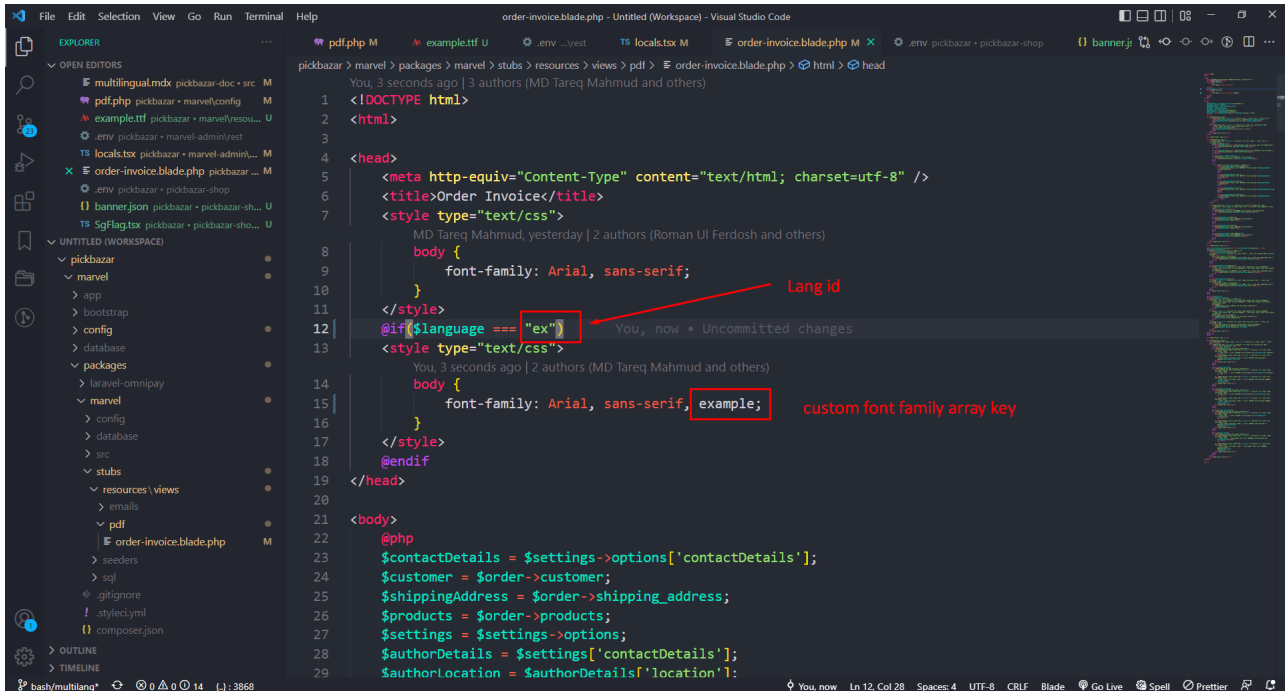 File Edit Selection View Go Run Terminal Help order-invoice.blade.php - Untitled (Workspace) - Visual Studio Code
EXPLORER
pdf.php M example.ttf U .env ...\rest TS locals.tsx M order-invoice.blade.php M .env pickbazar • pickbazar-shop {} banner.js
pickbazar > marvel > packages > marvel > stubs > resources > views > pdf > order-invoice.blade.php > html > head
OPEN EDITORS
multilingual.mdx pickbazar-doc • src M
pdf.php pickbazar • marvel\config M
example.ttf pickbazar • marvel\resou... U
.env pickbazar • marvel-admin\rest
TS locals.tsx pickbazar • marvel-admin\... M
order-invoice.blade.php pickbazar ... M
.env pickbazar • pickbazar-shop
{} banner.json pickbazar • pickbazar-sh... U
TS SgFlag.tsx pickbazar • pickbazar-sho... U
UNTITLED (WORKSPACE)
pickbazar
marvel
app
bootstrap
config
database
packages
laravel-omnipay
marvel
config
database
src
stubs
resources\views
emails
pdf
order-invoice.blade.php M
seeders
sql
.gitignore
.styleci.yml
{} composer.json
OUTLINE
TIMELINE
23
1
You, 3 seconds ago | 3 authors (MD Tareq Mahmud and others)
1 <!DOCTYPE html>
2 <html>
3
4 <head>
5 <meta http-equiv="Content-Type" content="text/html; charset=utf-8" />
6 <title>Order Invoice</title>
7 <style type="text/css">
MD Tareq Mahmud, yesterday | 2 authors (Roman Ul Ferdosh and others)
8 body {
9 font-family: Arial, sans-serif;
10 }
11 </style>
12 @if($language === "ex") You, now • Uncommitted changes
13 <style type="text/css">
You, 3 seconds ago | 2 authors (MD Tareq Mahmud and others)
14 body {
15 font-family: Arial, sans-serif, example;
16 }
17 </style>
18 @endif
19 </head>
20
21 <body>
22 @php
23 $contactDetails = $settings->options['contactDetails'];
24 $customer = $order->customer;
25 $shippingAddress = $order->shipping_address;
26 $products = $order->products;
27 $settings = $settings->options;
28 $authorDetails = $settings['contactDetails'];
29 $authorLocation = $authorDetails['location'];
Lang id
custom font family array key
bash/multilang* 0 0 14 {..} : 3868 You, now Ln 12, Col 28 Spaces: 4 UTF-8 CRLF Blade Go Live Spell Prettier